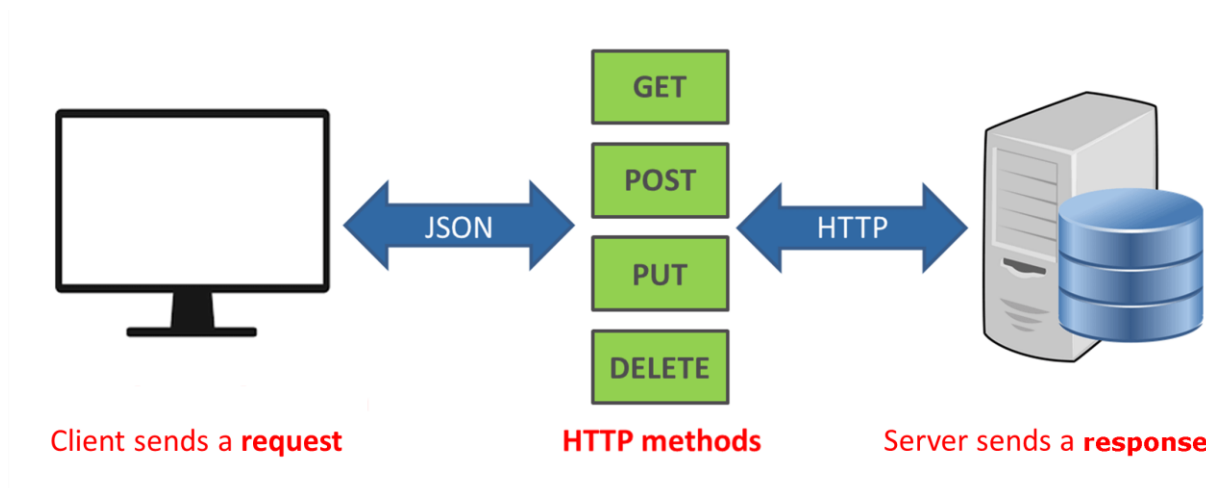 GET
POST
JSON
HTTP
PUT
DELETE
Client sends a request
HTTP methods
Server sends a response